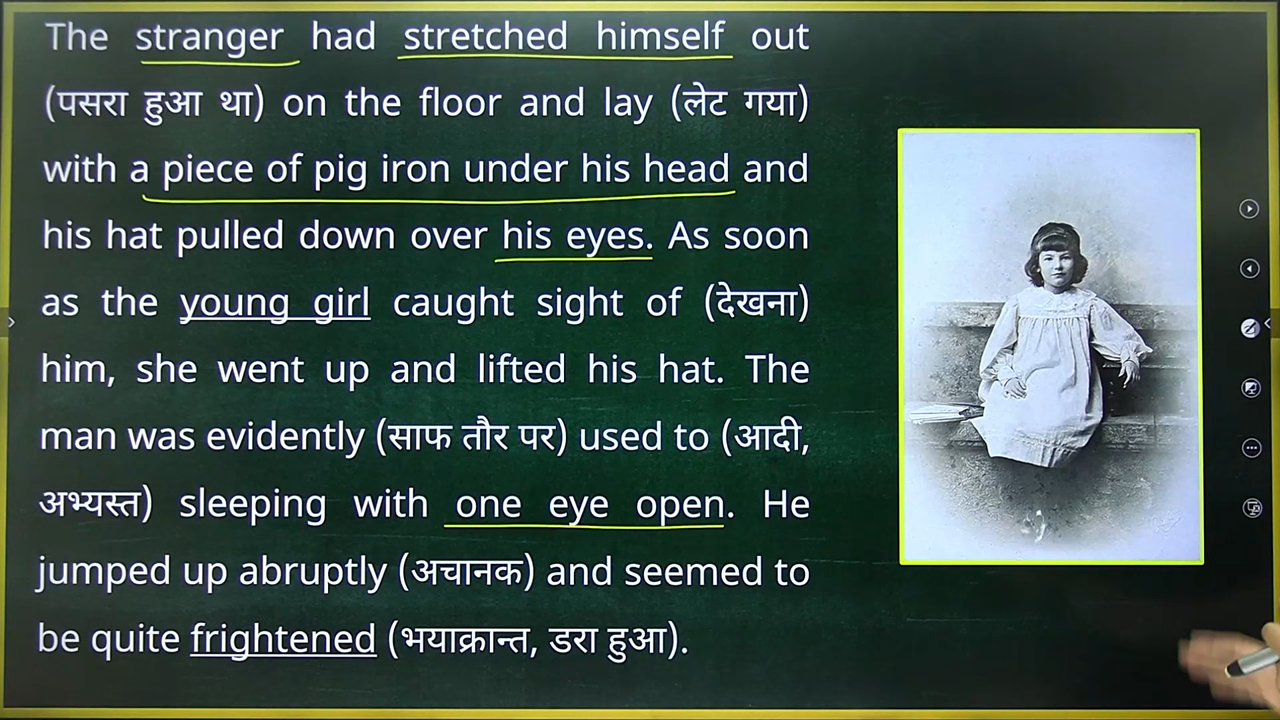 The stranger had stretched himself out
(पसरा हुआ था) on the floor and lay (लेट गया)
with a piece of pig iron under his head and
his hat pulled down over his eyes. As soon
as the young girl caught sight of (देखना)
him, she went up and lifted his hat. The
man was evidently (साफ तौर पर) used to (आदी,
अभ्यस्त) sleeping with one eye open. He
jumped up abruptly (अचानक) and seemed to
be quite frightened (भयाक्रान्त, डरा हुआ).